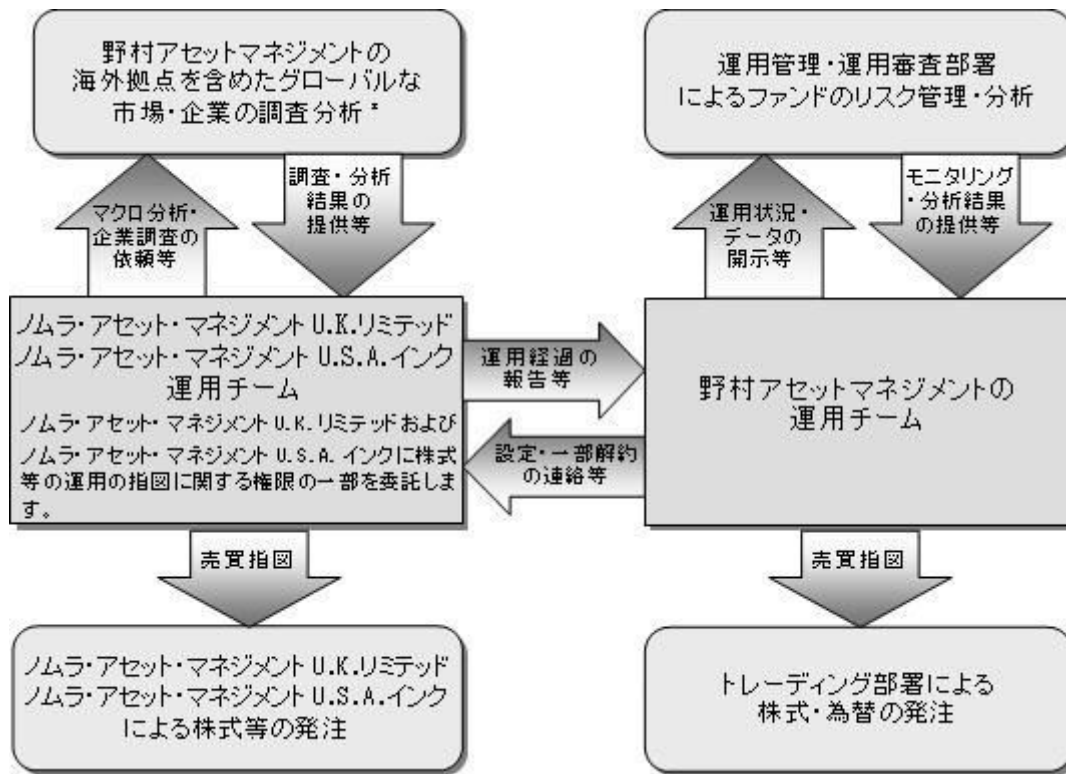 野村アセットマネジメントの
海外拠点を含めたグローバルな
市場・企業の調査分析*
運用管理・運用審査部署
によるファンドのリスク管理・分析
マクロ分析・
企業調査の
依頼等
調査・分析
結果の
提供等
運用状況・
データの
開示等
モニタリング
・分析結果
の提供等
ノムラ・アセット・マネジメントU.K.リミテッド
ノムラ・アセット・マネジメントU.S.A.インク
運用チーム
ノムラ・アセット・マネジメントU.K.リミテッドおよび
ノムラ・アセット・マネジメントU.S.A.インクに株式
等の運用の指図に関する権限の一部を委託しま
す。
運用経過の
報告等
設定・一部解約
の連絡等
野村アセットマネジメントの
運用チーム
売買指図
売買指図
ノムラ・アセット・マネジメントU.K.リミテッド
ノムラ・アセット・マネジメントU.S.A.インク
による株式等の発注
トレーディング部署による
株式・為替の発注